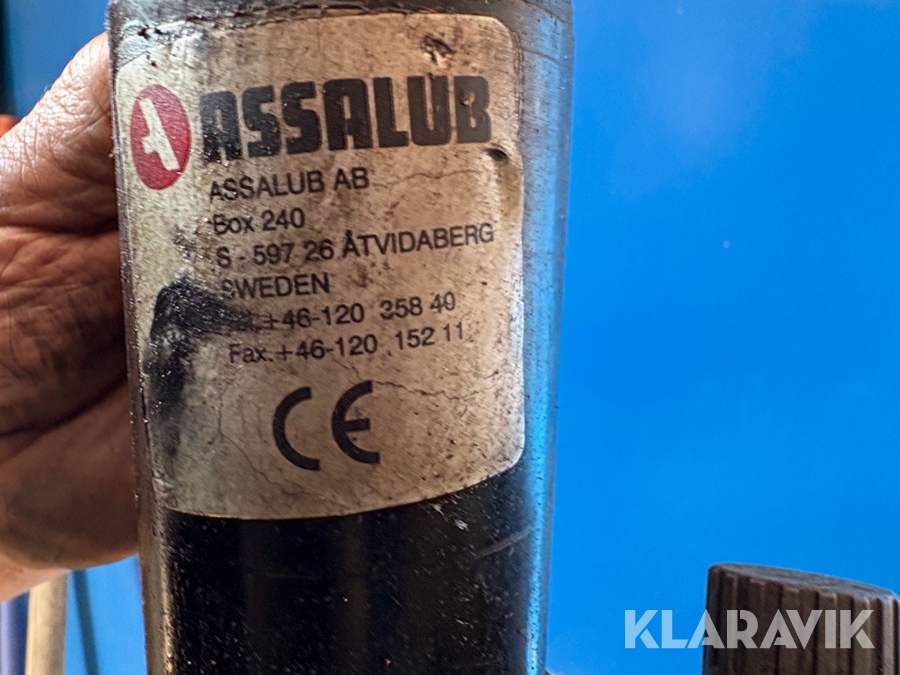 ASSALUB
ASSALUB AB
Box 240
S - 597 26 ÅTVIDABERG
SWEDEN
+46-120 358 40
Fax.+46-120 152 11
CE
KLARAVIK